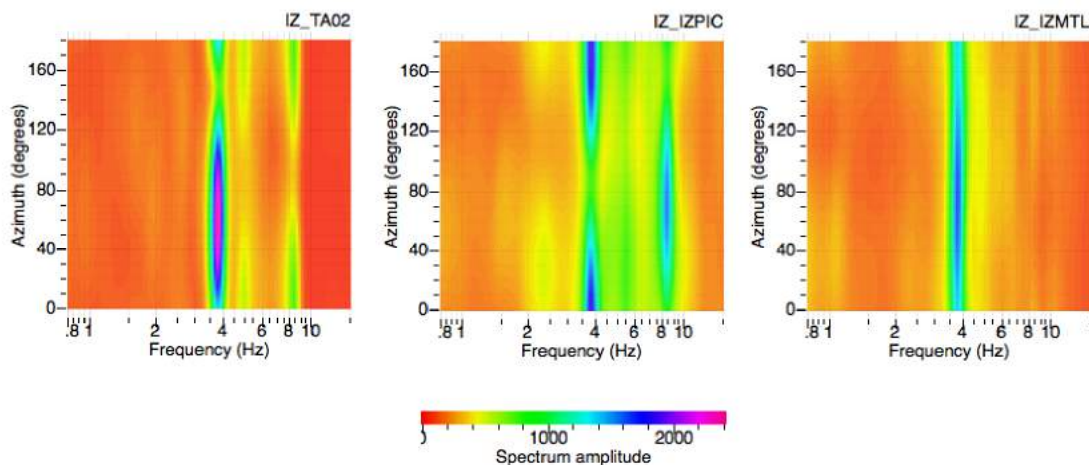 IZ_TA02
160
120
80
40
0
Azimuth (degrees)
.8 1 2 4 6 8 10
Frequency (Hz)
IZ_IZPIC
160
120
80
40
0
Azimuth (degrees)
.8 1 2 4 6 8 10
Frequency (Hz)
IZ_IZMTL
160
120
80
40
0
Azimuth (degrees)
.8 1 2 4 6 8 10
Frequency (Hz)
0 1000 2000
Spectrum amplitude